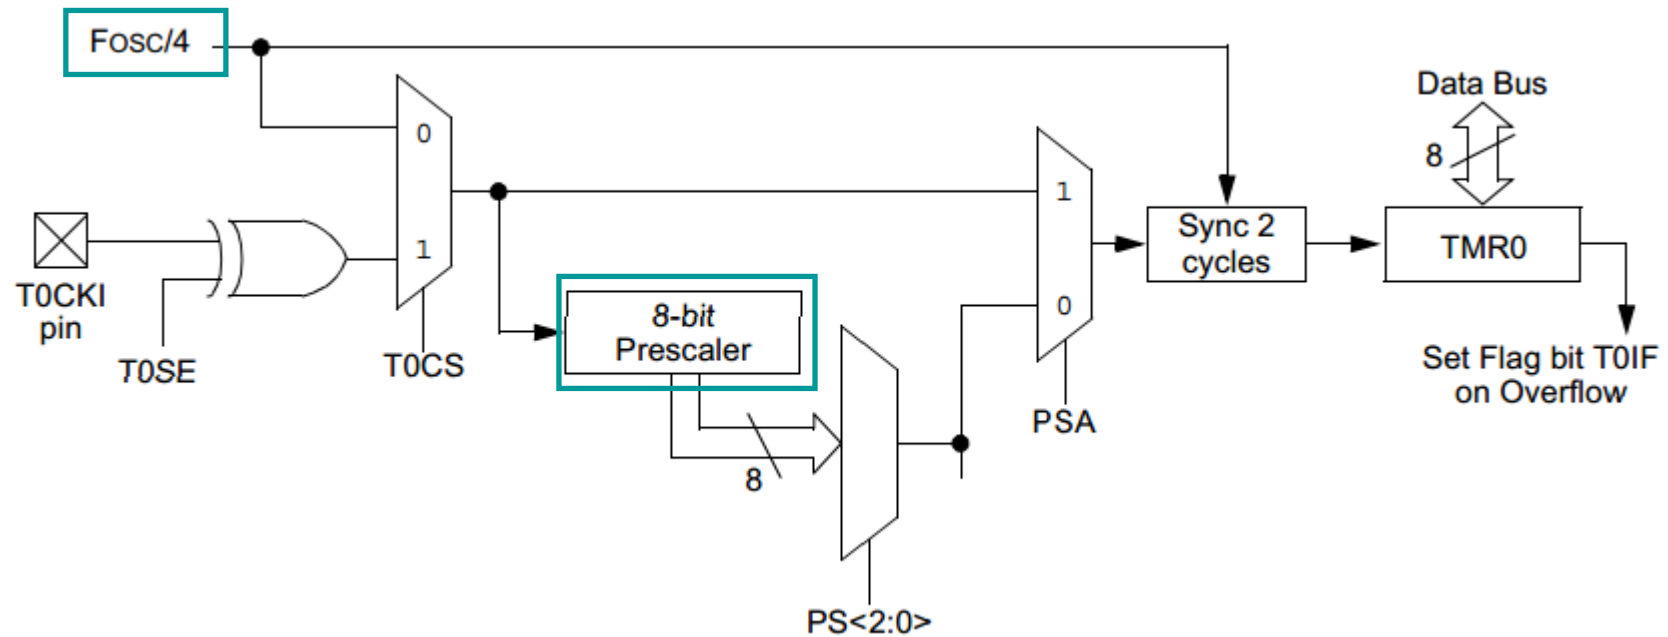 Fosc/4
Data Bus
8
0
1
T0CKI
pin
T0SE
T0CS
8-bit
Prescaler
8
PS<2:0>
1
0
PSA
Sync 2
cycles
TMR0
Set Flag bit T0IF
on Overflow